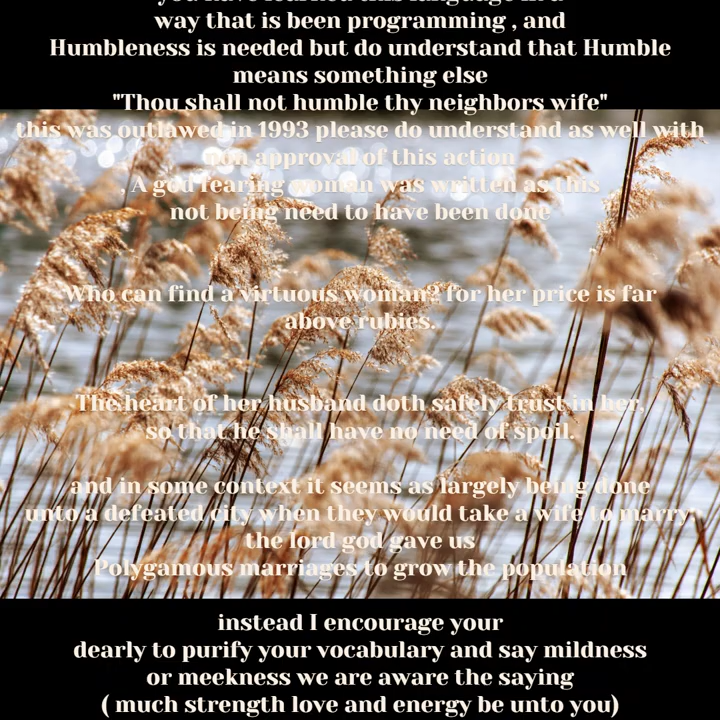 you have learned this language in a
way that is been programming , and
Humbleness is needed but do understand that Humble
means something else
"Thou shall not humble thy neighbors wife"
this was outlawed in 1993 please do understand as well with
non approval of this action
, A god fearing woman was written as this
not being need to have been done
Who can find a virtuous woman? for her price is far
above rubies.
The heart of her husband doth safely trust in her,
so that he shall have no need of spoil.
and in some context it seems as largely being done
unto a defeated city when they would take a wife to marry
the lord god gave us
Polygamous marriages to grow the population
instead I encourage your
dearly to purify your vocabulary and say mildness
or meekness we are aware the saying
( much strength love and energy be unto you)